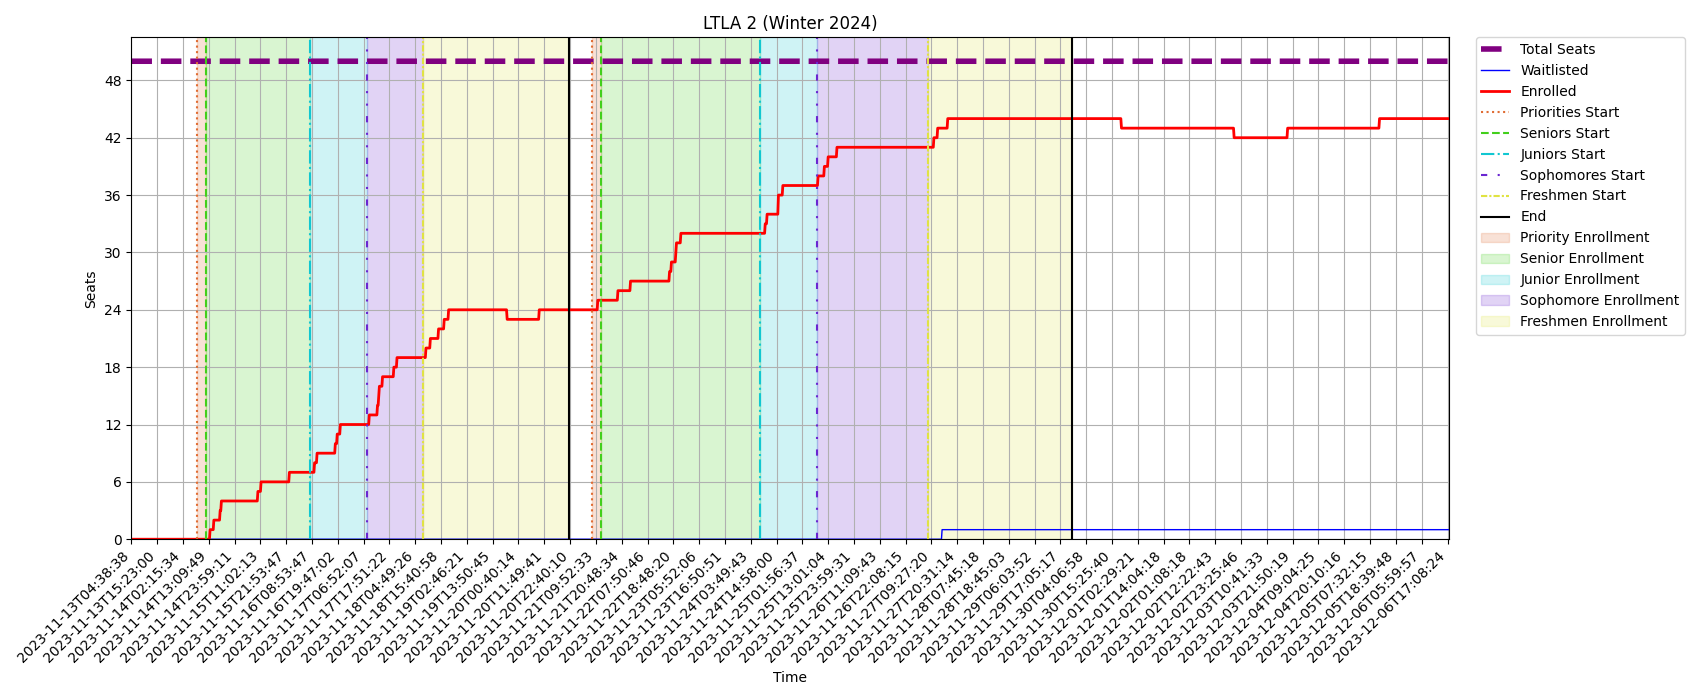 LTLA 2 (Winter 2024)
Seats
48
42
36
30
24
18
12
6
0
2023-11-13T04:38:38
2023-11-13T15:23:00
2023-11-14T02:15:34
2023-11-14T13:09:49
2023-11-14T23:59:11
2023-11-15T11:02:13
2023-11-15T21:53:47
2023-11-16T08:53:47
2023-11-16T19:47:02
2023-11-17T06:52:07
2023-11-17T17:51:22
2023-11-18T04:49:26
2023-11-18T15:40:58
2023-11-19T02:46:21
2023-11-19T13:50:45
2023-11-20T00:40:14
2023-11-20T11:49:41
2023-11-20T22:40:10
2023-11-21T09:52:33
2023-11-21T20:48:34
2023-11-22T07:50:46
2023-11-22T18:48:20
2023-11-23T05:52:06
2023-11-23T16:50:51
2023-11-24T03:49:43
2023-11-24T14:58:00
2023-11-25T01:56:37
2023-11-25T13:01:04
2023-11-25T23:59:31
2023-11-26T11:09:43
2023-11-26T22:08:15
2023-11-27T09:27:20
2023-11-27T20:31:14
2023-11-28T07:45:18
2023-11-28T18:45:03
2023-11-29T06:03:52
2023-11-29T17:05:17
2023-11-30T04:06:58
2023-11-30T15:25:40
2023-12-01T02:29:21
2023-12-01T14:04:18
2023-12-02T01:08:18
2023-12-02T12:22:43
2023-12-02T23:25:46
2023-12-03T10:41:33
2023-12-03T21:50:19
2023-12-04T09:04:25
2023-12-04T20:10:16
2023-12-05T07:32:15
2023-12-05T18:39:48
2023-12-06T05:59:57
2023-12-06T17:08:24
Time
Total Seats
Waitlisted
Enrolled
Priorities Start
Seniors Start
Juniors Start
Sophomores Start
Freshmen Start
End
Priority Enrollment
Senior Enrollment
Junior Enrollment
Sophomore Enrollment
Freshmen Enrollment